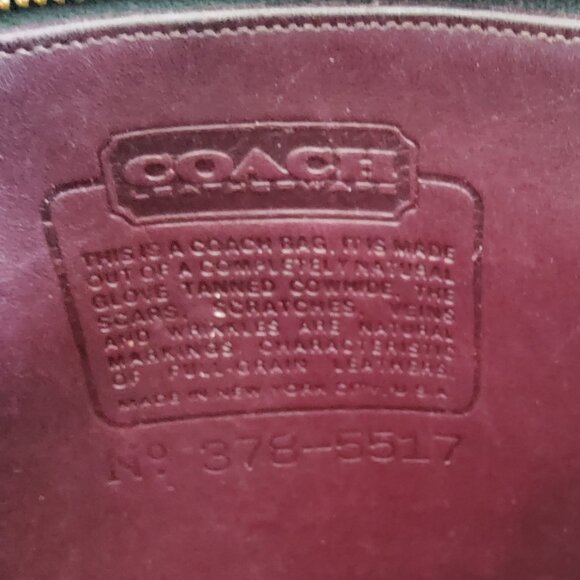 COACH
LEATHERWARE
THIS IS A COACH BAG. IT IS MADE
OUT OF A COMPLETELY NATURAL
GLOVE TANNED COWHIDE. THE
SCARS, SCRATCHES, VEINS
AND WRINKLES ARE NATURAL
MARKINGS CHARACTERISTIC
OF FULL-GRAIN LEATHERS.
MADE IN NEW YORK CITY, U.S.A.
No 378-5517